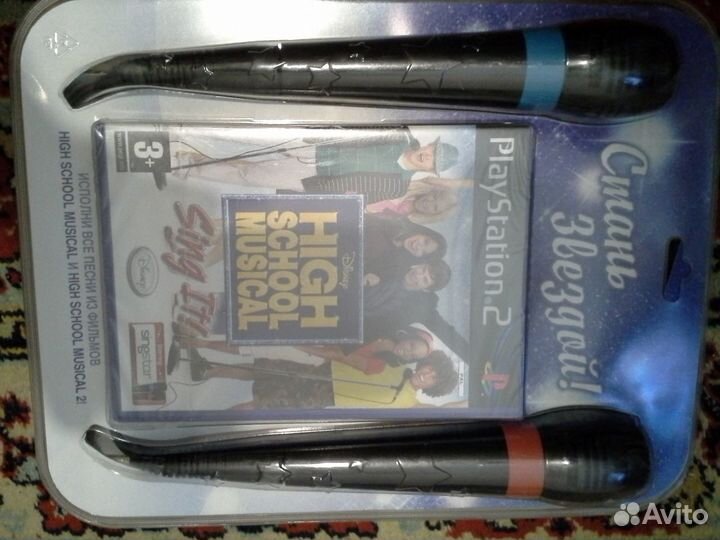 Стань
Звездой!
PlayStation®2
Disney
HIGH
SCHOOL
MUSICAL
Sing It!
Disney
singstar
3+
ИСПОЛНИ ВСЕ ПЕСНИ ИЗ ФИЛЬМОВ
HIGH SCHOOL MUSICAL И HIGH SCHOOL MUSICAL 2!
Avito